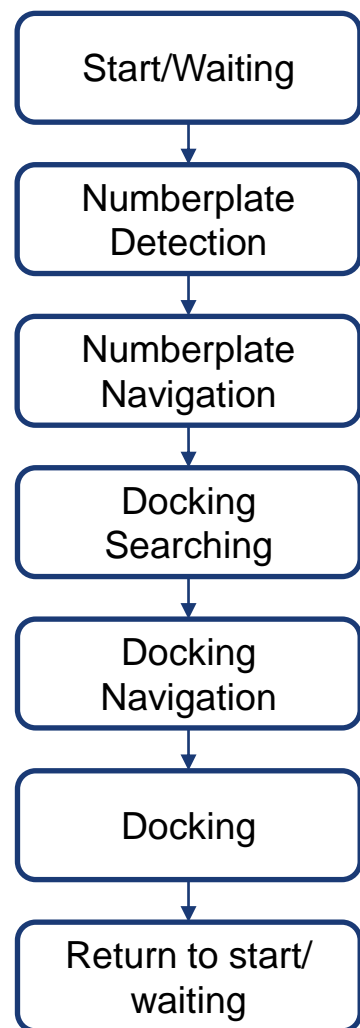 Start/Waiting
Numberplate
Detection
Numberplate
Navigation
Docking
Searching
Docking
Navigation
Docking
Return to start/
waiting